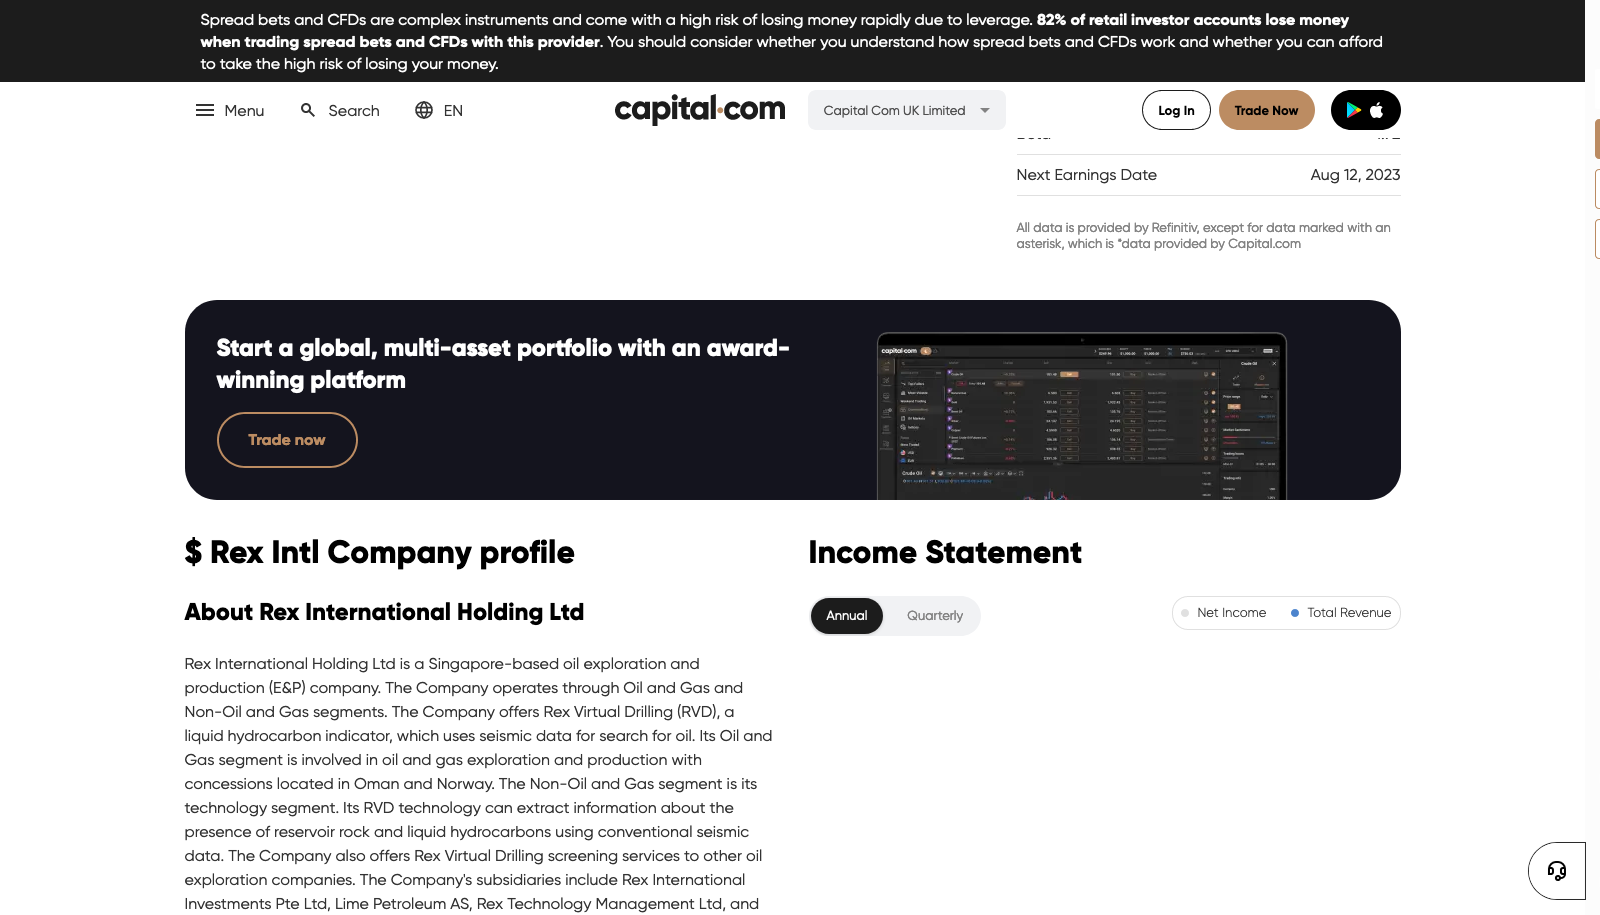 Spread bets and CFDs are complex instruments and come with a high risk of losing money rapidly due to leverage. 82% of retail investor accounts lose money
when trading spread bets and CFDs with this provider. You should consider whether you understand how spread bets and CFDs work and whether you can afford
to take the high risk of losing your money.
Menu
Search
EN
capital.com
Capital Com UK Limited
Log In
Trade Now
Next Earnings Date
Aug 12, 2023
All data is provided by Refinitiv, except for data marked with an
asterisk, which is *data provided by Capital.com
Start a global, multi-asset portfolio with an award-
winning platform
Trade now
capital.com
Crude Oil
$ Rex Intl Company profile
Income Statement
About Rex International Holding Ltd
Annual
Quarterly
Net Income
Total Revenue
Rex International Holding Ltd is a Singapore-based oil exploration and
production (E&P) company. The Company operates through Oil and Gas and
Non-Oil and Gas segments. The Company offers Rex Virtual Drilling (RVD), a
liquid hydrocarbon indicator, which uses seismic data for search for oil. Its Oil and
Gas segment is involved in oil and gas exploration and production with
concessions located in Oman and Norway. The Non-Oil and Gas segment is its
technology segment. Its RVD technology can extract information about the
presence of reservoir rock and liquid hydrocarbons using conventional seismic
data. The Company also offers Rex Virtual Drilling screening services to other oil
exploration companies. The Company's subsidiaries include Rex International
Investments Pte Ltd, Lime Petroleum AS, Rex Technology Management Ltd, and